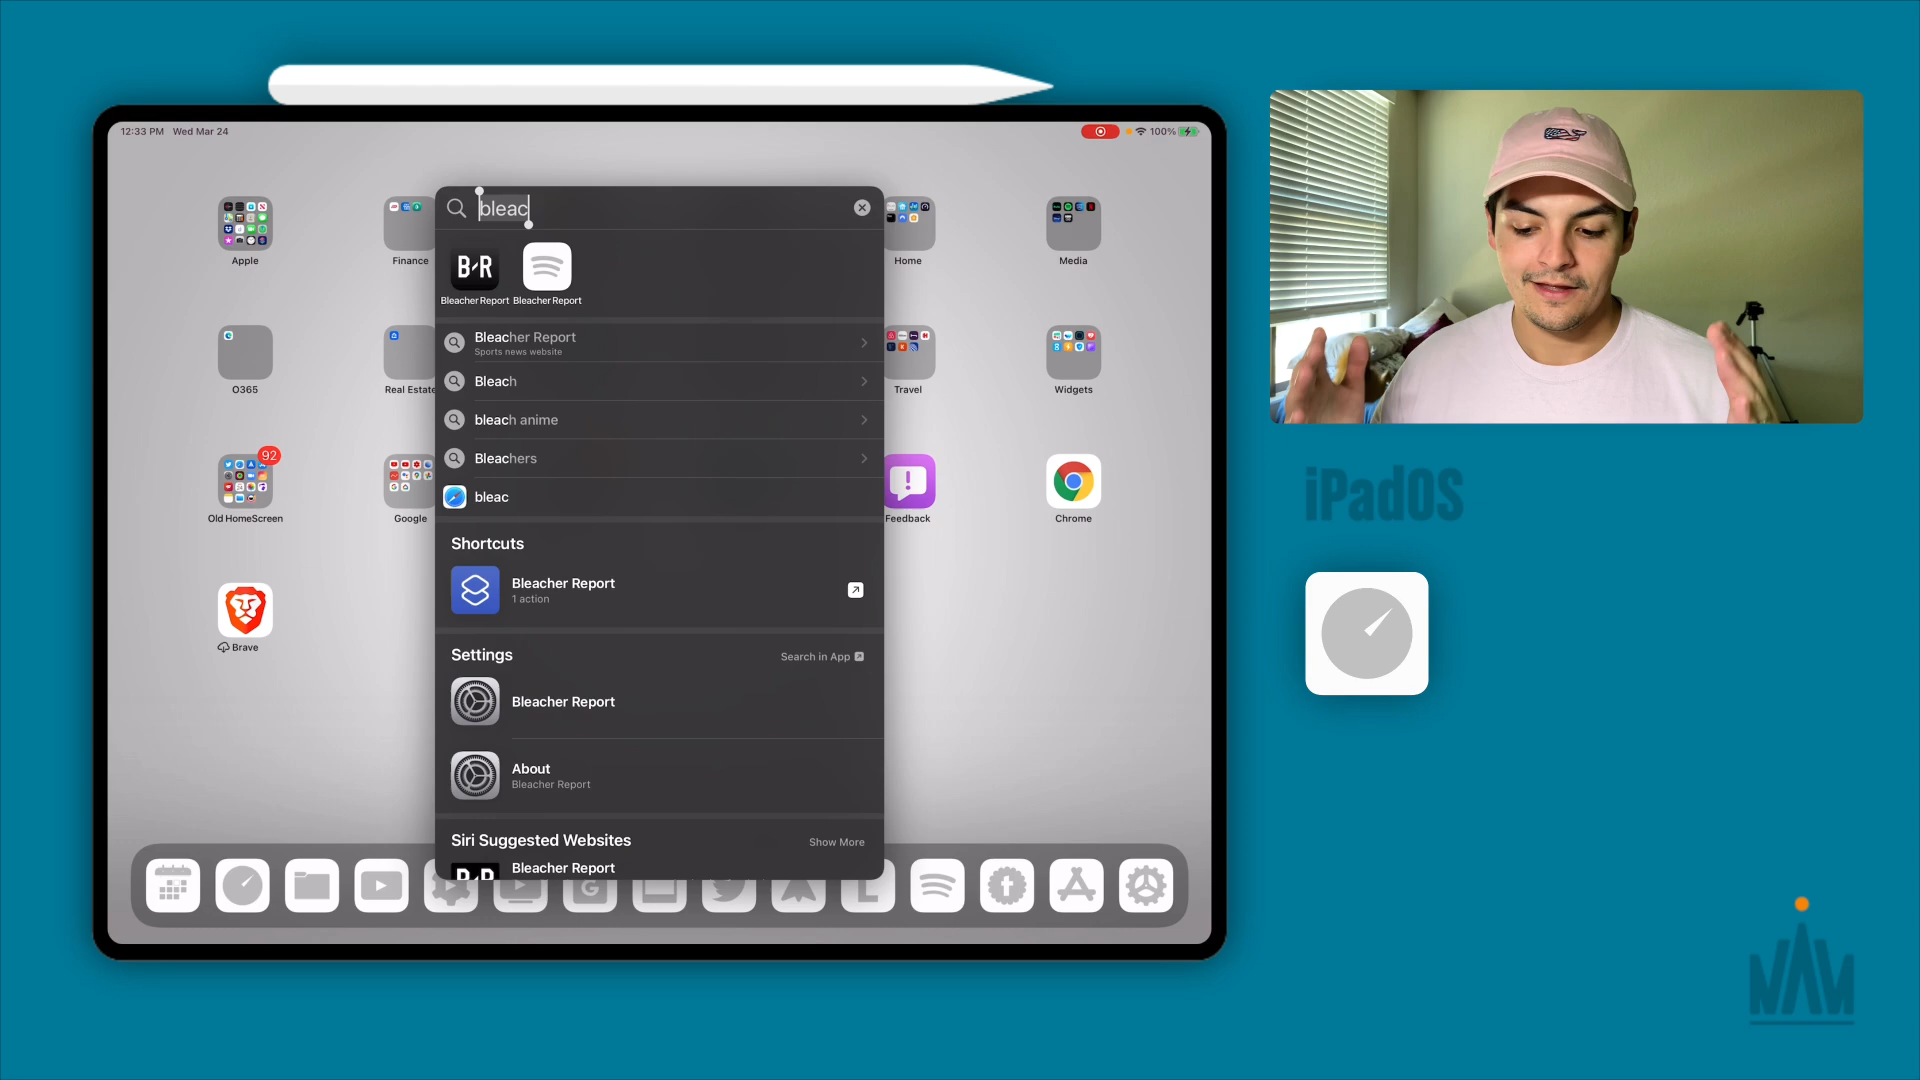 12:33 PM Wed Mar 24
100%
bleac
Bleacher Report
Bleacher Report
Bleacher Report
Sports news website
Bleach
bleach anime
Bleachers
bleac
Shortcuts
Bleacher Report
1 action
Settings
Search in App
Bleacher Report
About
Bleacher Report
Siri Suggested Websites
Show More
B/R
Bleacher Report
Apple
Finance
Home
Media
O365
Real Estate
Travel
Widgets
92
Old HomeScreen
Google
Feedback
Chrome
Brave
iPadOS